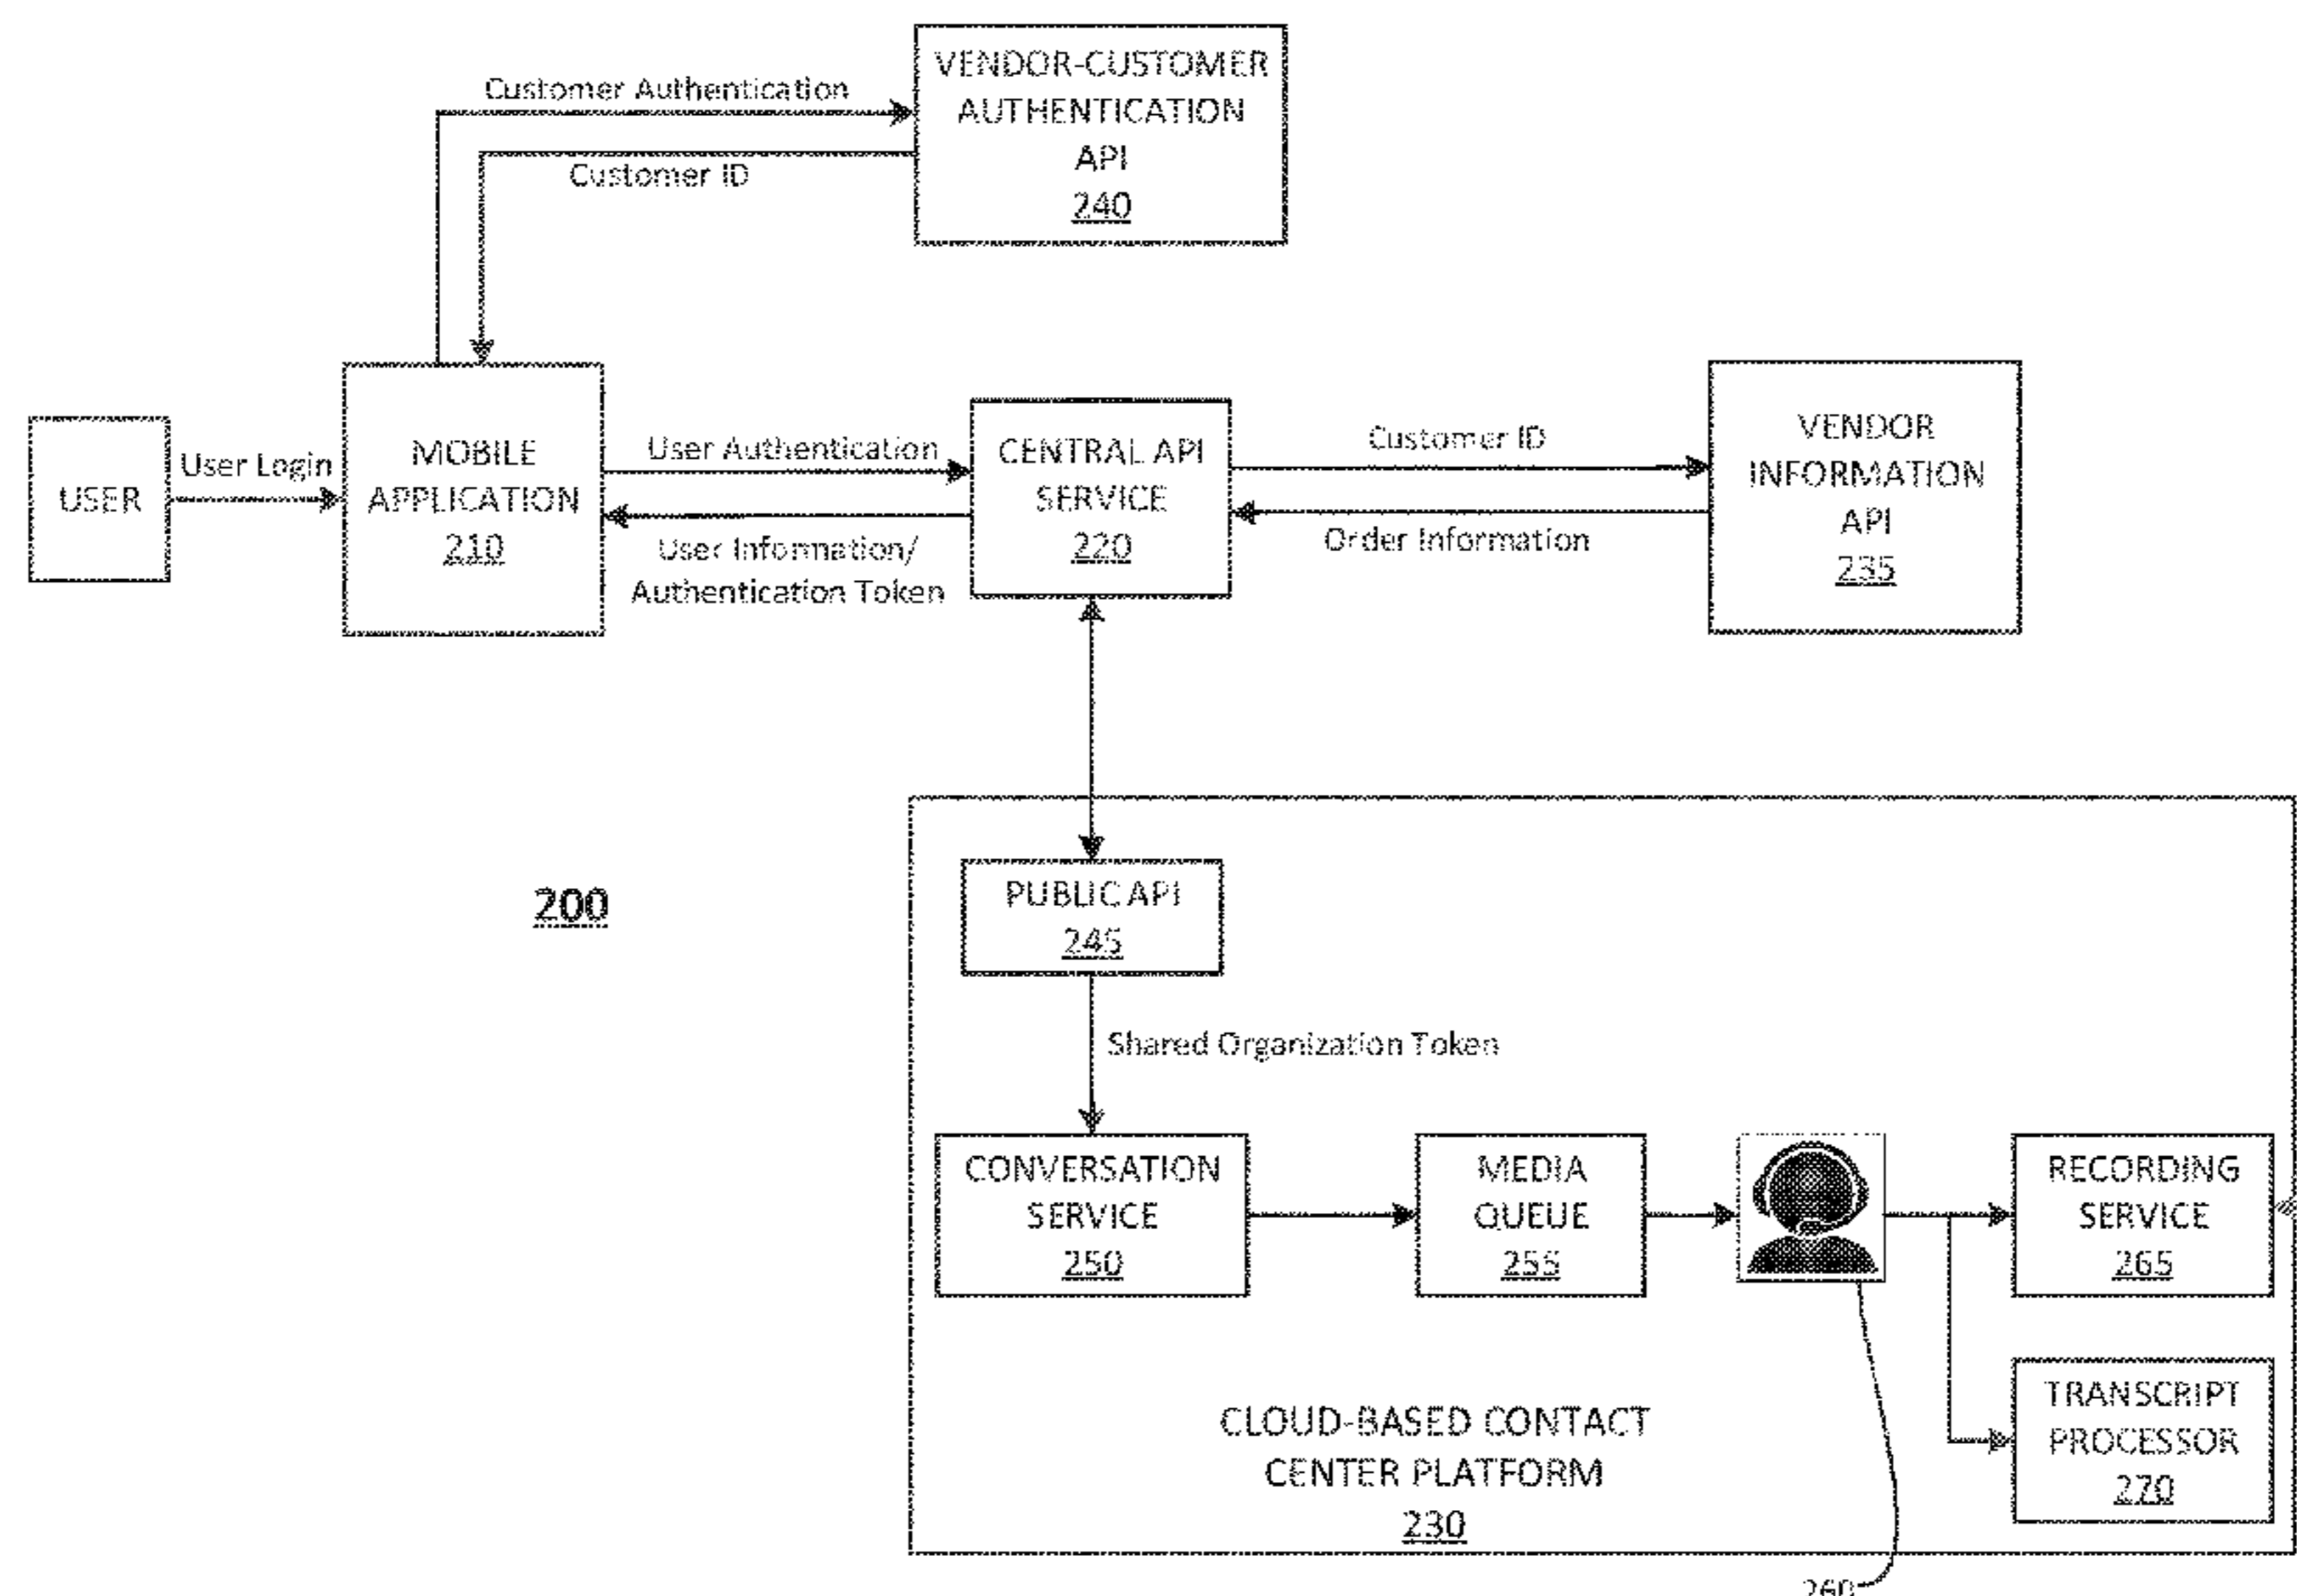 VENDOR-CUSTOMER
AUTHENTICATION
API
240
Customer Authentication
Customer ID
USER
User Login
MOBILE
APPLICATION
210
User Authentication
User Information/
Authentication Token
CENTRAL API
SERVICE
220
Customer ID
Order Information
VENDOR
INFORMATION
API
235
200
PUBLIC API
245
Shared Organization Token
CONVERSATION
SERVICE
250
MEDIA
QUEUE
255
RECORDING
SERVICE
265
TRANSCRIPT
PROCESSOR
270
CLOUD-BASED CONTACT
CENTER PLATFORM
230
260